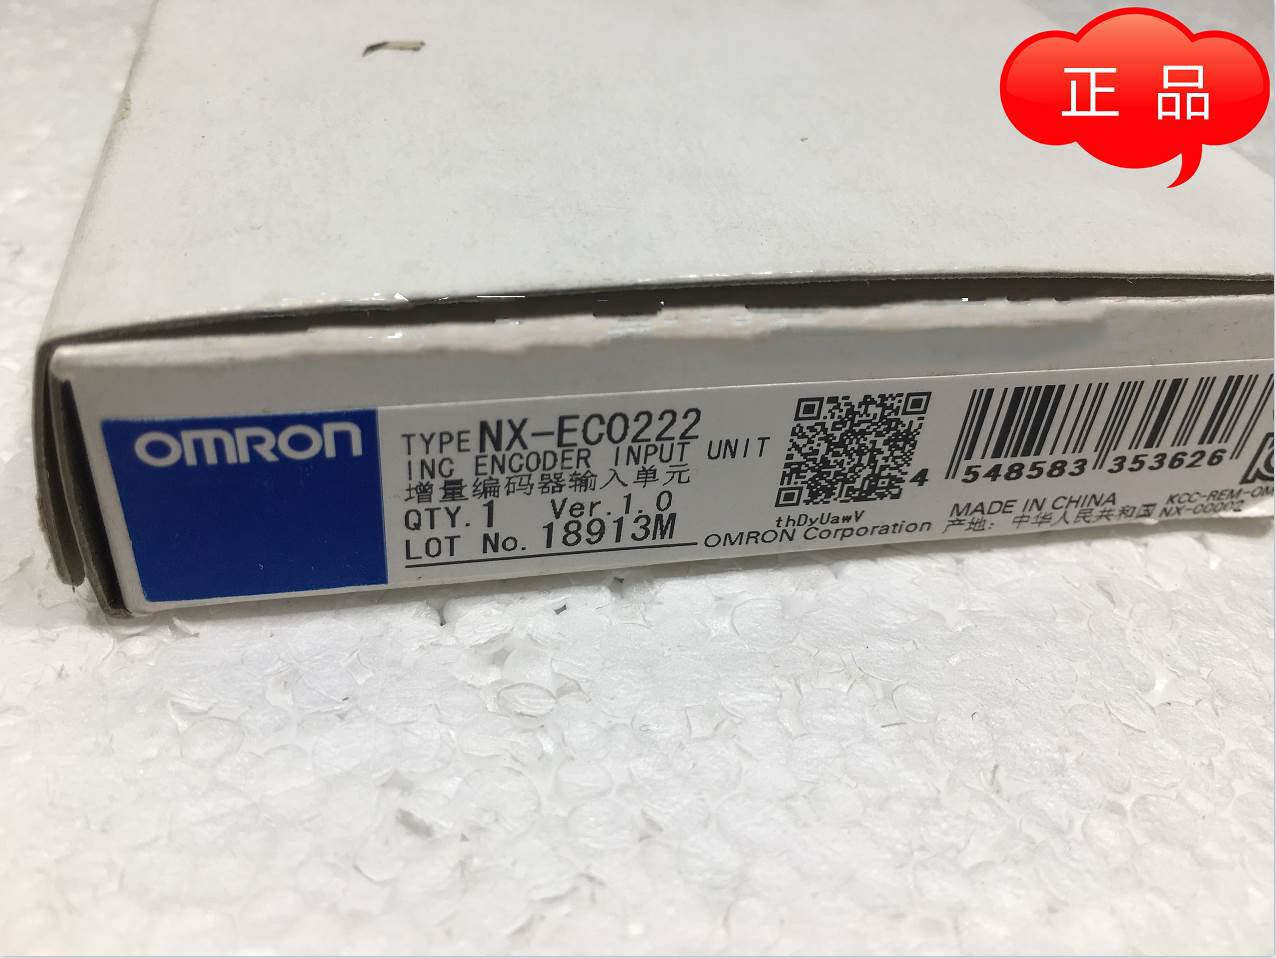 正品
OMRON
TYPE NX-EC0222
INC ENCODER INPUT UNIT
增量编码器输入单元
QTY. 1 Ver.1.0
LOT No. 18913M
thDyUawV
OMRON Corporation
4 548583 353626
MADE IN CHINA
产地: 中华人民共和国
KCC-REM-OM
NX-00002